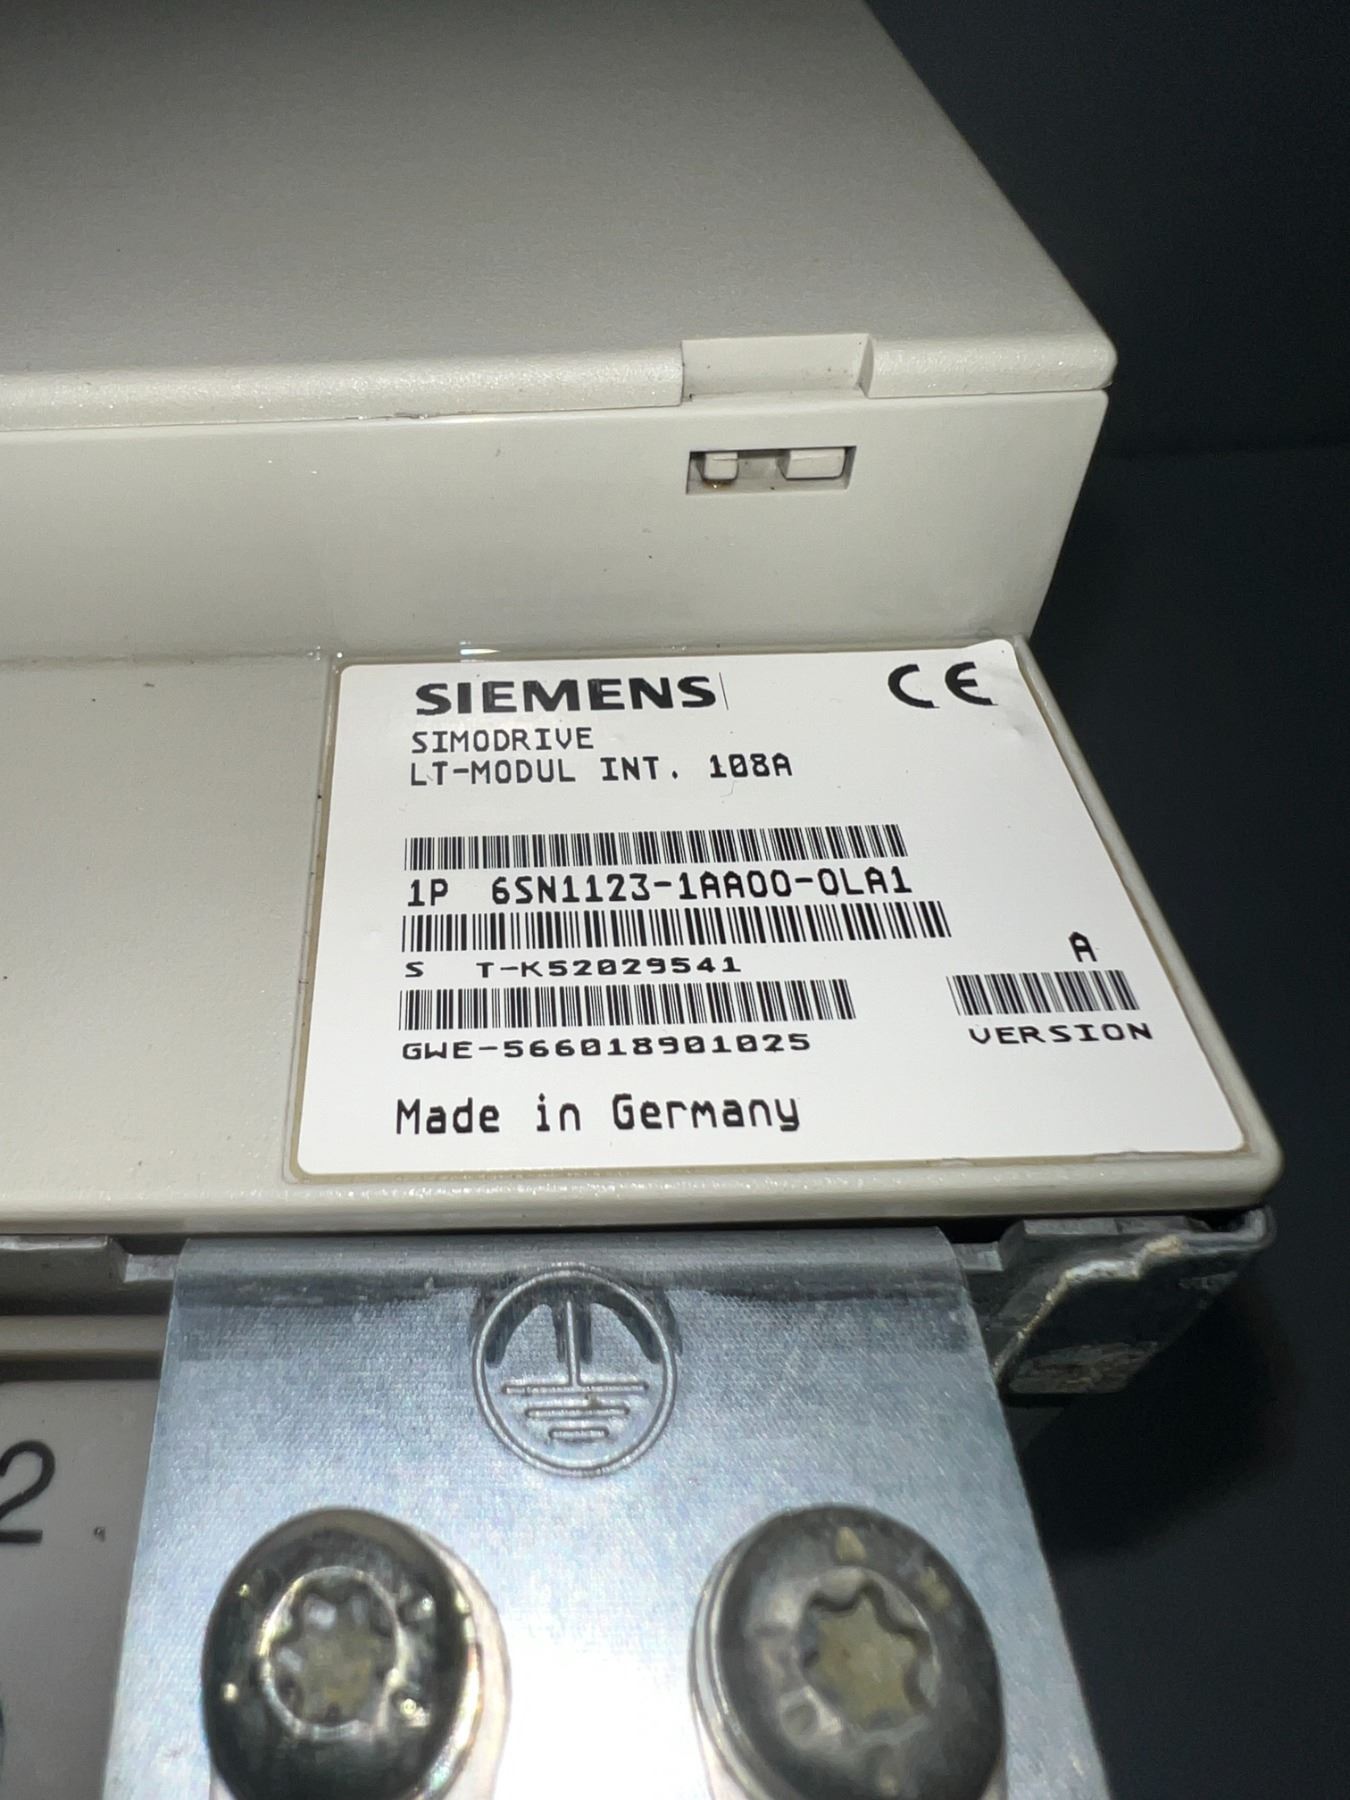 SIEMENS
CE
SIMODRIVE
LT-MODUL INT. 108A
1P 6SN1123-1AA00-0LA1
S T-K52029541
A
GWE-566018901025
VERSION
Made in Germany
2